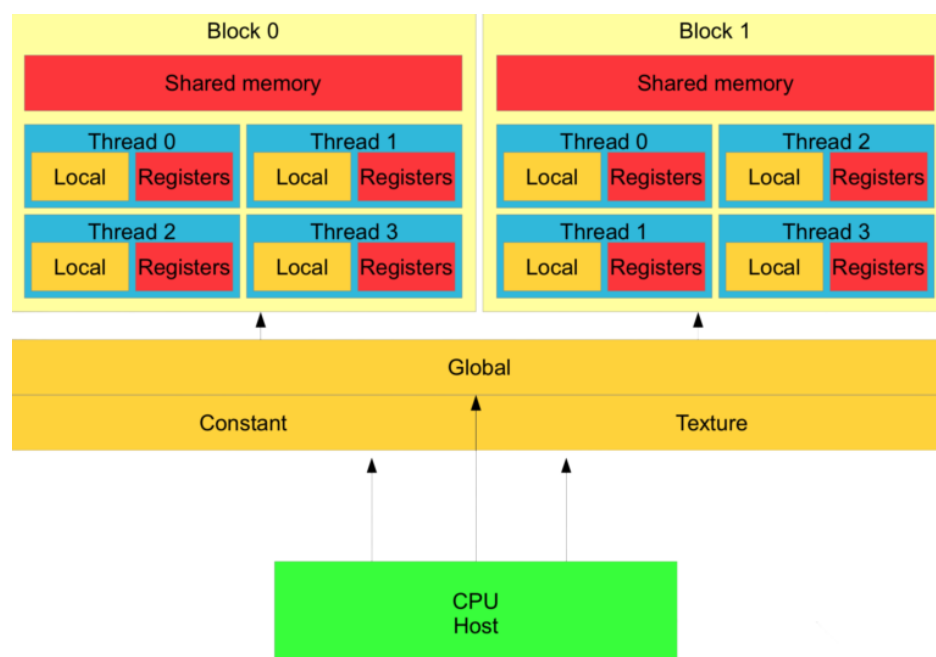 Block 0
Block 1
Shared memory
Shared memory
Thread 0
Thread 1
Thread 0
Thread 2
Local
Registers
Local
Registers
Local
Registers
Local
Registers
Thread 2
Thread 3
Thread 1
Thread 3
Local
Registers
Local
Registers
Local
Registers
Local
Registers
Global
Constant
Texture
CPU
Host